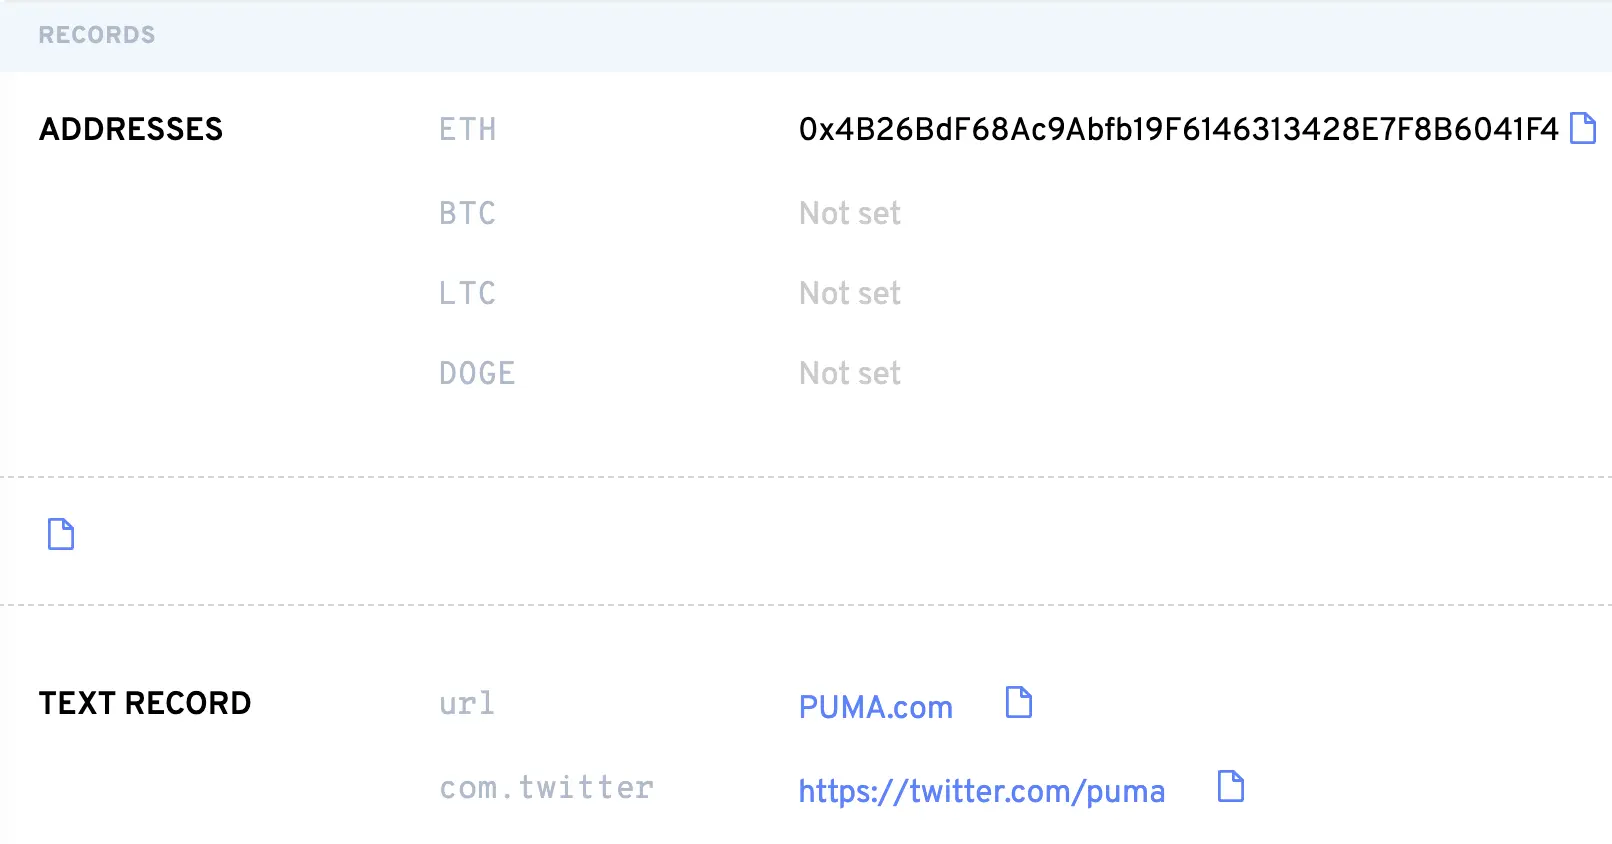 RECORDS
ADDRESSES ETH 0x4B26BdF68Ac9Abfb19F6146313428E7F8B6041F4
BTC Not set
LTC Not set
DOGE Not set
TEXT RECORD url PUMA.com
com.twitter https://twitter.com/puma